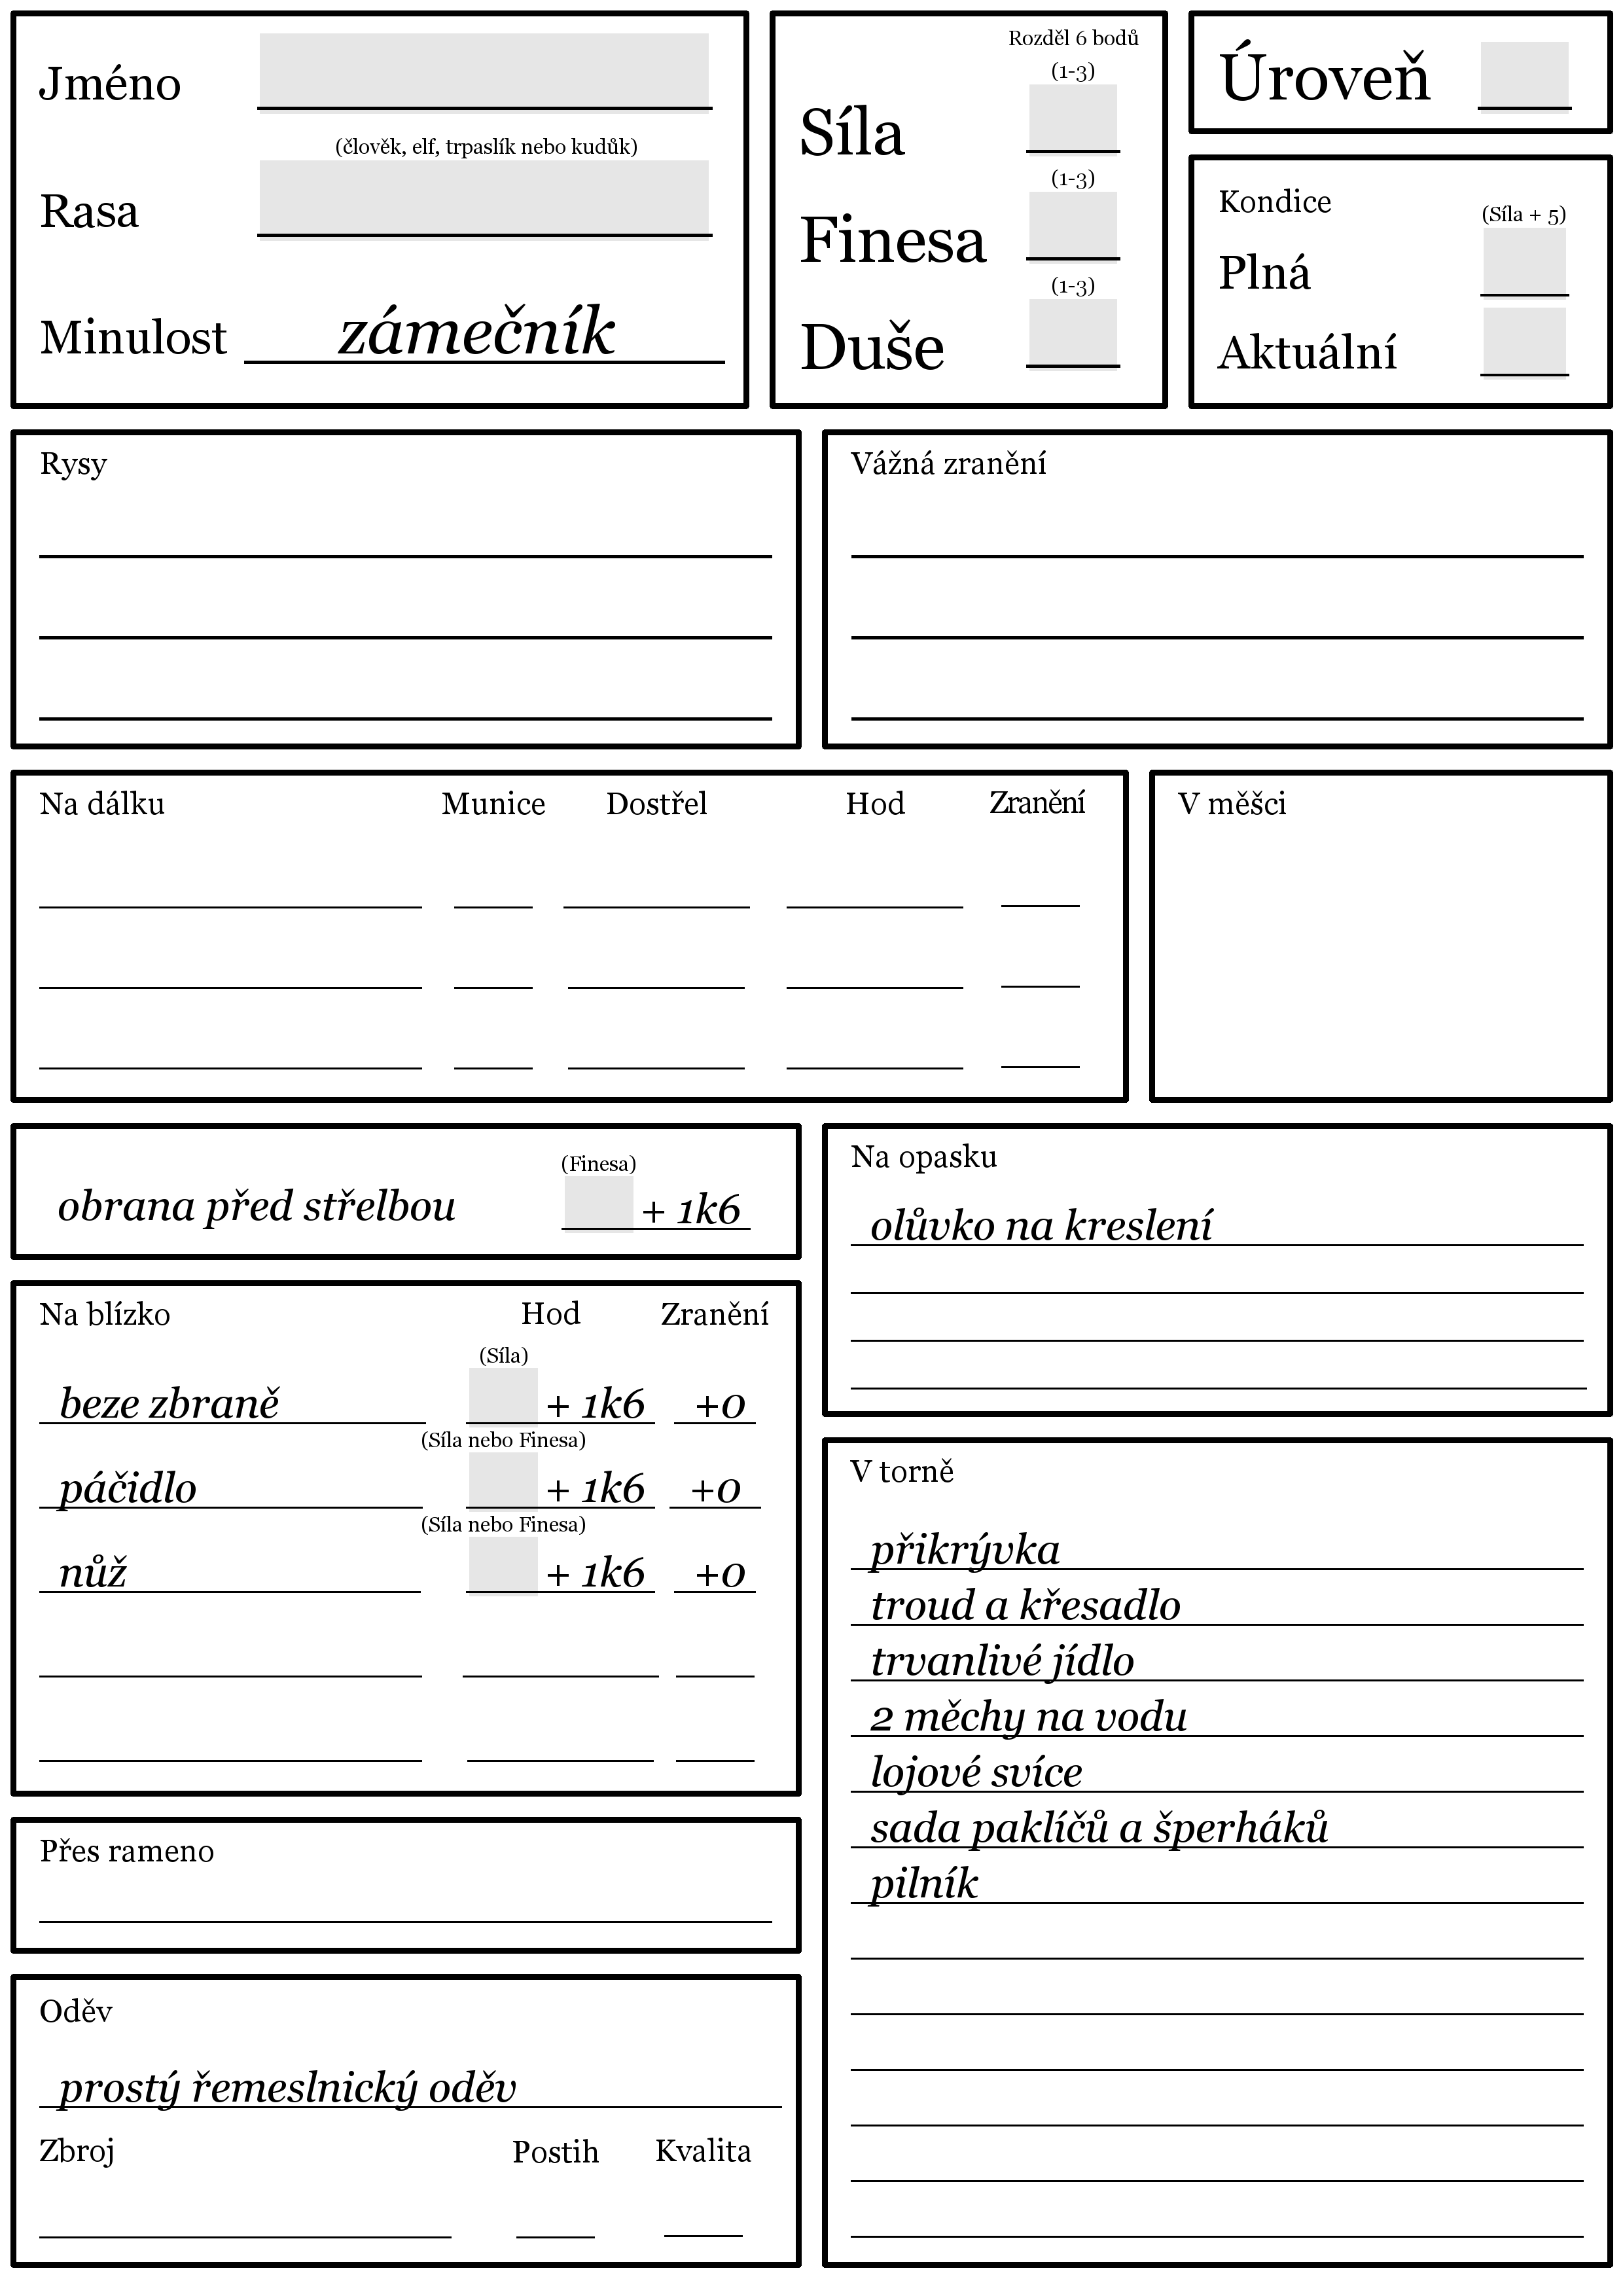 Jméno
(člověk, elf, trpaslík nebo kudůk)
Rasa
Minulost zámečník
Rozděl 6 bodů
(1-3)
Síla
(1-3)
Finesa
(1-3)
Duše
Úroveň
Kondice
(Síla + 5)
Plná
Aktuální
Rysy
Vážná zranění
Na dálku Munice Dostřel Hod Zranění
V měšci
(Finesa)
obrana před střelbou + 1k6
Na opasku
olůvko na kreslení
Na blízko Hod Zranění
(Síla)
beze zbraně + 1k6 +0
(Síla nebo Finesa)
páčidlo + 1k6 +0
(Síla nebo Finesa)
nůž + 1k6 +0
V torně
přikrývka
troud a křesadlo
trvanlivé jídlo
2 měchy na vodu
lojové svíce
sada paklíčů a šperháků
pilník
Přes rameno
Oděv
prostý řemeslnický oděv
Zbroj Postih Kvalita